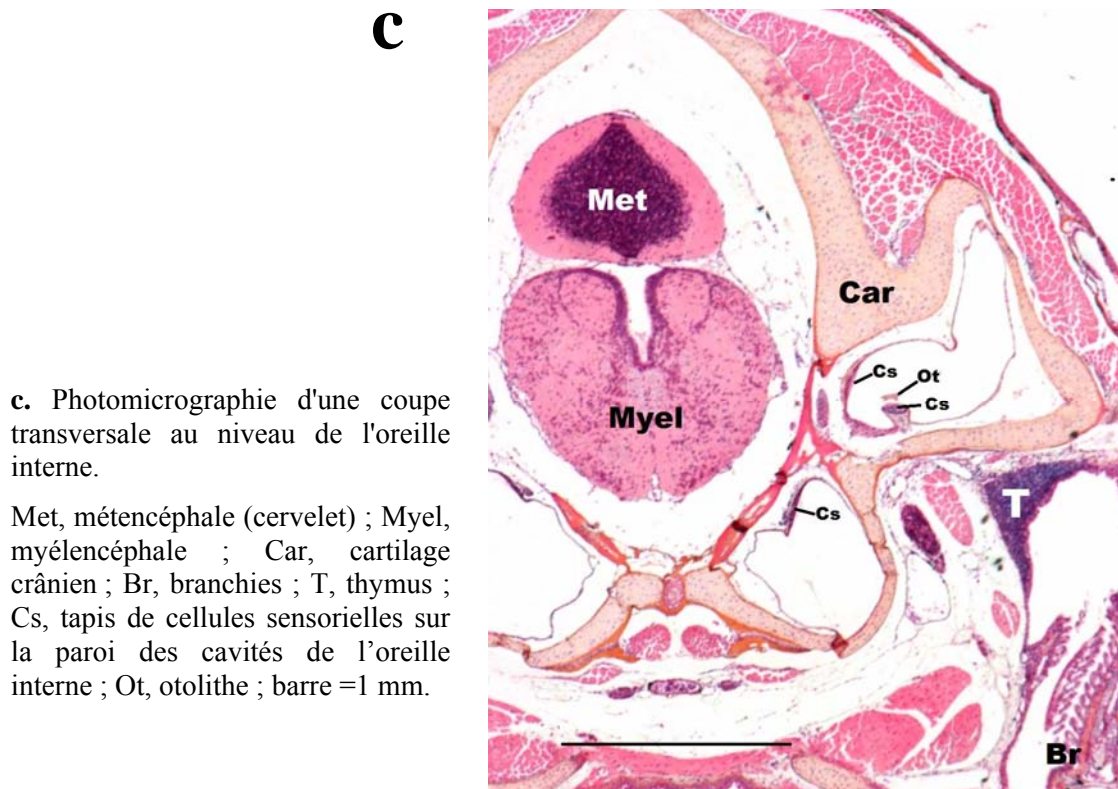 c
c. Photomicrographie d'une coupe
transversale au niveau de l'oreille
interne.
Met, métencéphale (cervelet) ; Myel,
myélencéphale ; Car, cartilage
crânien ; Br, branchies ; T, thymus ;
Cs, tapis de cellules sensorielles sur
la paroi des cavités de l’oreille
interne ; Ot, otolithe ; barre =1 mm.
Met
Car
Cs
Ot
Cs
Myel
T
Cs
Br